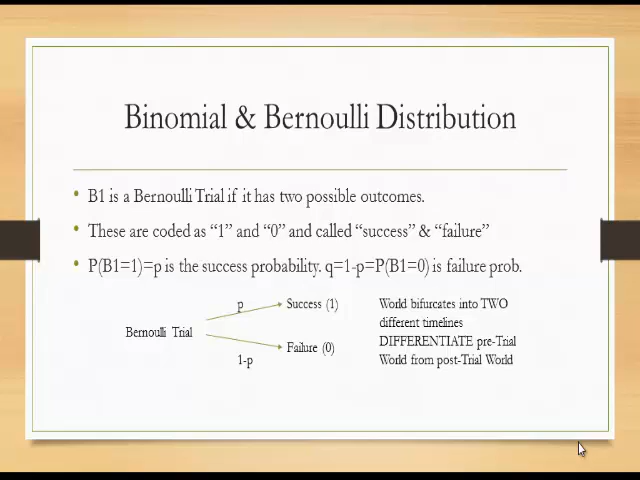 Binomial & Bernoulli Distribution
• B1 is a Bernoulli Trial if it has two possible outcomes.
• These are coded as “1” and “0” and called “success” & “failure”
• P(B1=1)=p is the success probability. q=1-p=P(B1=0) is failure prob.
p
Success (1)
Bernoulli Trial
Failure (0)
1-p
World bifurcates into TWO
different timelines
DIFFERENTIATE pre-Trial
World from post-Trial World